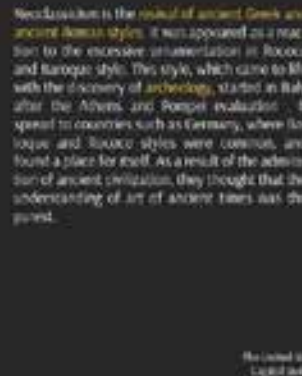 Neoclassicism is the revival of ancient Greek and
ancient Roman styles. It was appeared as a reac
tion to the excessive ornamentation in Rococo
and Baroque style. This style, which came to life
with the discovery of archeology, started in Italy
after the Athens and Pompei evaluation.
spread to countries such as Germany, where Ba
roque and Rococo styles were common, and
found a place for itself. As a result of the admira
tion of ancient civilization, they thought that the
understanding of art of ancient times was the
purest.
The United
Capitol